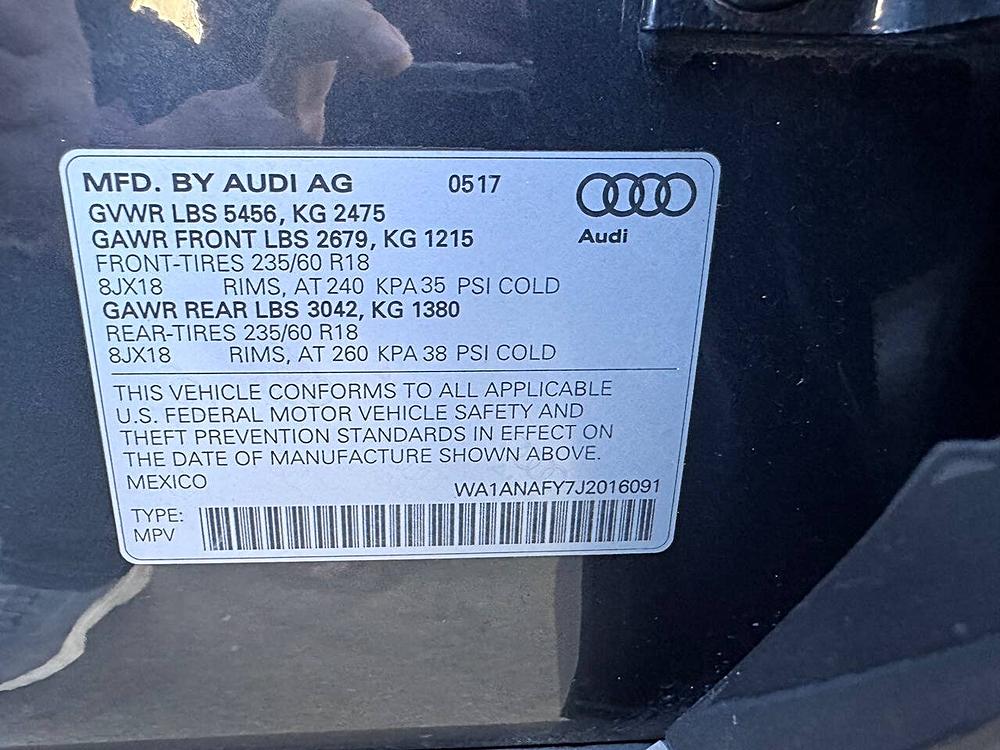 MFD. BY AUDI AG 0517
GVWR LBS 5456, KG 2475
Audi
GAWR FRONT LBS 2679, KG 1215
FRONT-TIRES 235/60 R18
8JX18 RIMS, AT 240 KPA 35 PSI COLD
GAWR REAR LBS 3042, KG 1380
REAR-TIRES 235/60 R18
8JX18 RIMS, AT 260 KPA 38 PSI COLD
THIS VEHICLE CONFORMS TO ALL APPLICABLE
U.S. FEDERAL MOTOR VEHICLE SAFETY AND
THEFT PREVENTION STANDARDS IN EFFECT ON
THE DATE OF MANUFACTURE SHOWN ABOVE.
MEXICO WA1ANAFY7J2016091
TYPE:
MPV